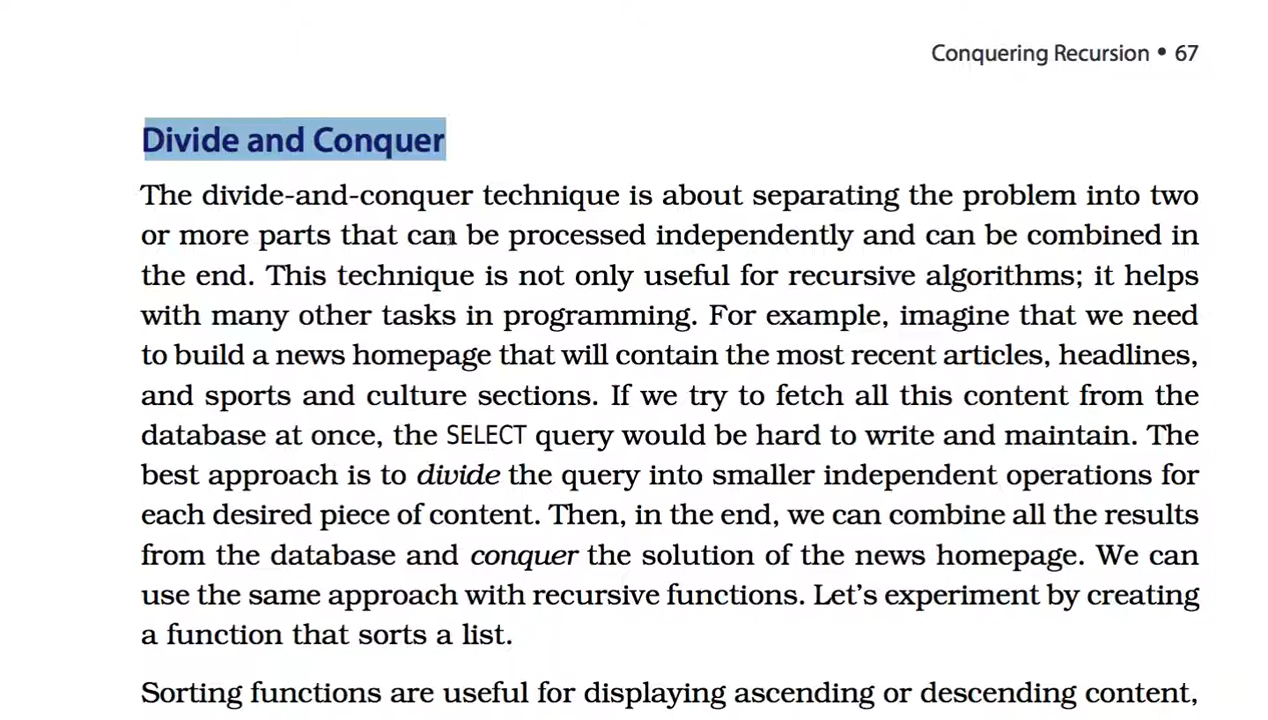 Conquering Recursion • 67
Divide and Conquer
The divide-and-conquer technique is about separating the problem into two
or more parts that can be processed independently and can be combined in
the end. This technique is not only useful for recursive algorithms; it helps
with many other tasks in programming. For example, imagine that we need
to build a news homepage that will contain the most recent articles, headlines,
and sports and culture sections. If we try to fetch all this content from the
database at once, the SELECT query would be hard to write and maintain. The
best approach is to divide the query into smaller independent operations for
each desired piece of content. Then, in the end, we can combine all the results
from the database and conquer the solution of the news homepage. We can
use the same approach with recursive functions. Let’s experiment by creating
a function that sorts a list.
Sorting functions are useful for displaying ascending or descending content,